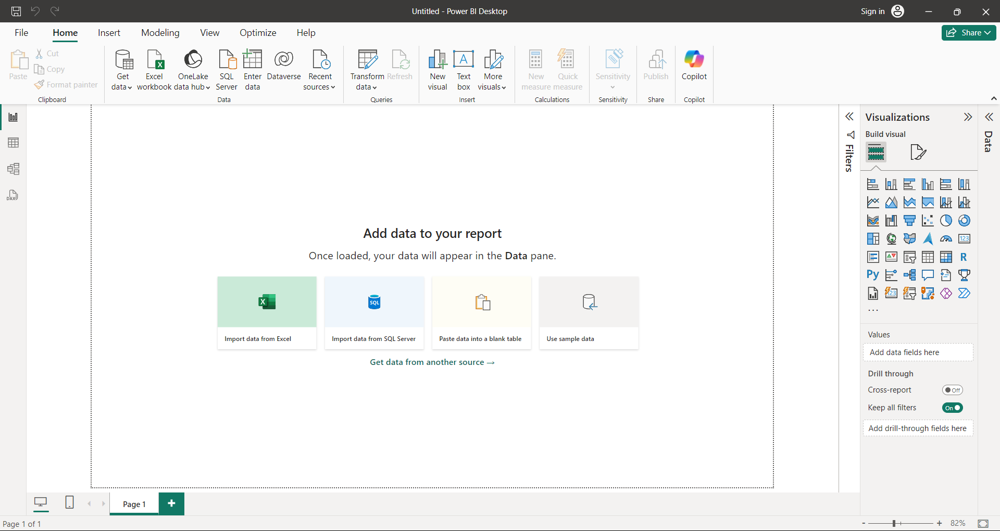 Untitled - Power BI Desktop
Sign in
File
Home
Insert
Modeling
View
Optimize
Help
Share
Paste
Cut
Copy
Format painter
Clipboard
Get
data
Excel
workbook
OneLake
data hub
SQL
Server
Enter
data
Dataverse
Recent
sources
Data
Transform
data
Refresh
Queries
New
visual
A
Text
box
More
visuals
Insert
New
measure
Quick
measure
Calculations
Sensitivity
Sensitivity
Publish
Share
Copilot
Copilot
DAX
Add data to your report
Once loaded, your data will appear in the Data pane.
X
SQL
Import data from Excel
Import data from SQL Server
Paste data into a blank table
Use sample data
Get data from another source →
Filters
Visualizations
Build visual
123
R
Py
123
...
Values
Add data fields here
Drill through
Cross-report
Off
Keep all filters
On
Add drill-through fields here
Data
Page 1
+
Page 1 of 1
-
+
82%